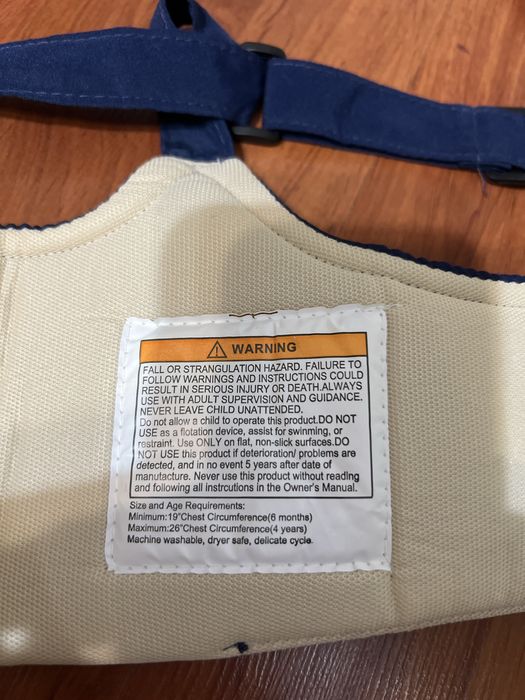 WARNING
FALL OR STRANGULATION HAZARD. FAILURE TO
FOLLOW WARNINGS AND INSTRUCTIONS COULD
RESULT IN SERIOUS INJURY OR DEATH.ALWAYS
USE WITH ADULT SUPERVISION AND GUIDANCE.
NEVER LEAVE CHILD UNATTENDED.
Do not allow a child to operate this product.DO NOT
USE as a flotation device, assist for swimming, or
restraint. Use ONLY on flat, non-slick surfaces.DO
NOT USE this product if deterioration/ problems are
detected, and in no event 5 years after date of
manutacture. Never use this product without reading
and following all instrcutions in the Owner's Manual.
Size and Age Requirements:
Minimum:19"Chest Circumference(6 months)
Maximum:26"Chest Circumference(4 years)
Machine washable, dryer safe, delicate cycle.